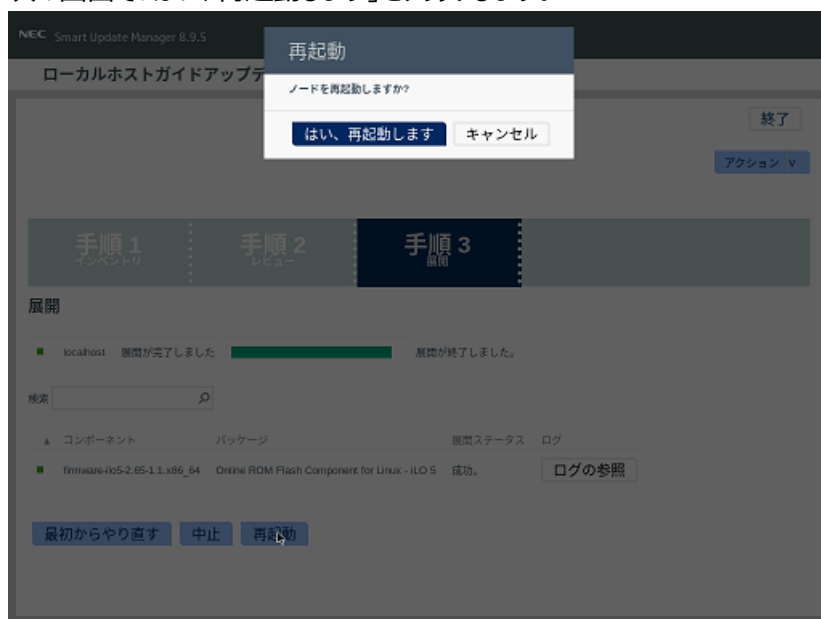 NEC Smart Update Manager 8.9.5
ローカルホストガイドアップデ
再起動
ノードを再起動しますか?
はい、再起動します キャンセル
終了
アクション
手順 1
インベントリ
手順 2
レビュー
手順 3
展開
展開
localhost 展開が完了しました 展開が終了しました。
検索
コンポーネント パッケージ 展開ステータス ログ
firmware-ilo5-2.65-1.1.x86_64 Online ROM Flash Component for Linux - iLO 5 成功。 ログの参照
最初からやり直す 中止 再起動